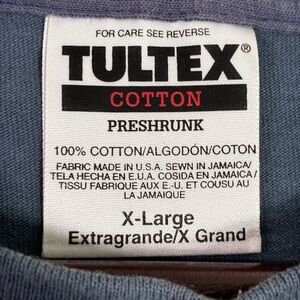 FOR CARE SEE REVERSE
TULTEX®
COTTON
PRESHRUNK
100% COTTON/ALGODÓN/COTON
FABRIC MADE IN U.S.A. SEWN IN JAMAICA/
TELA HECHA EN E.U.A. COSIDA EN JAMAICA/
TISSU FABRIQUE AUX E.-U. ET COUSU AU
LA JAMAIQUE
X-Large
Extragrande/X Grand